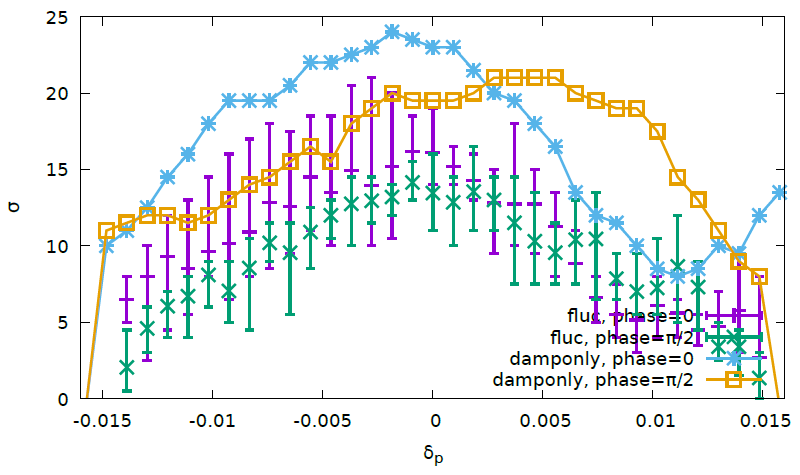 25
20
15
10
5
0
σ
fluc, phase=0
fluc, phase=π/2
damponly, phase=0
damponly, phase=π/2
-0.015 -0.01 -0.005 0 0.005 0.01 0.015
δp